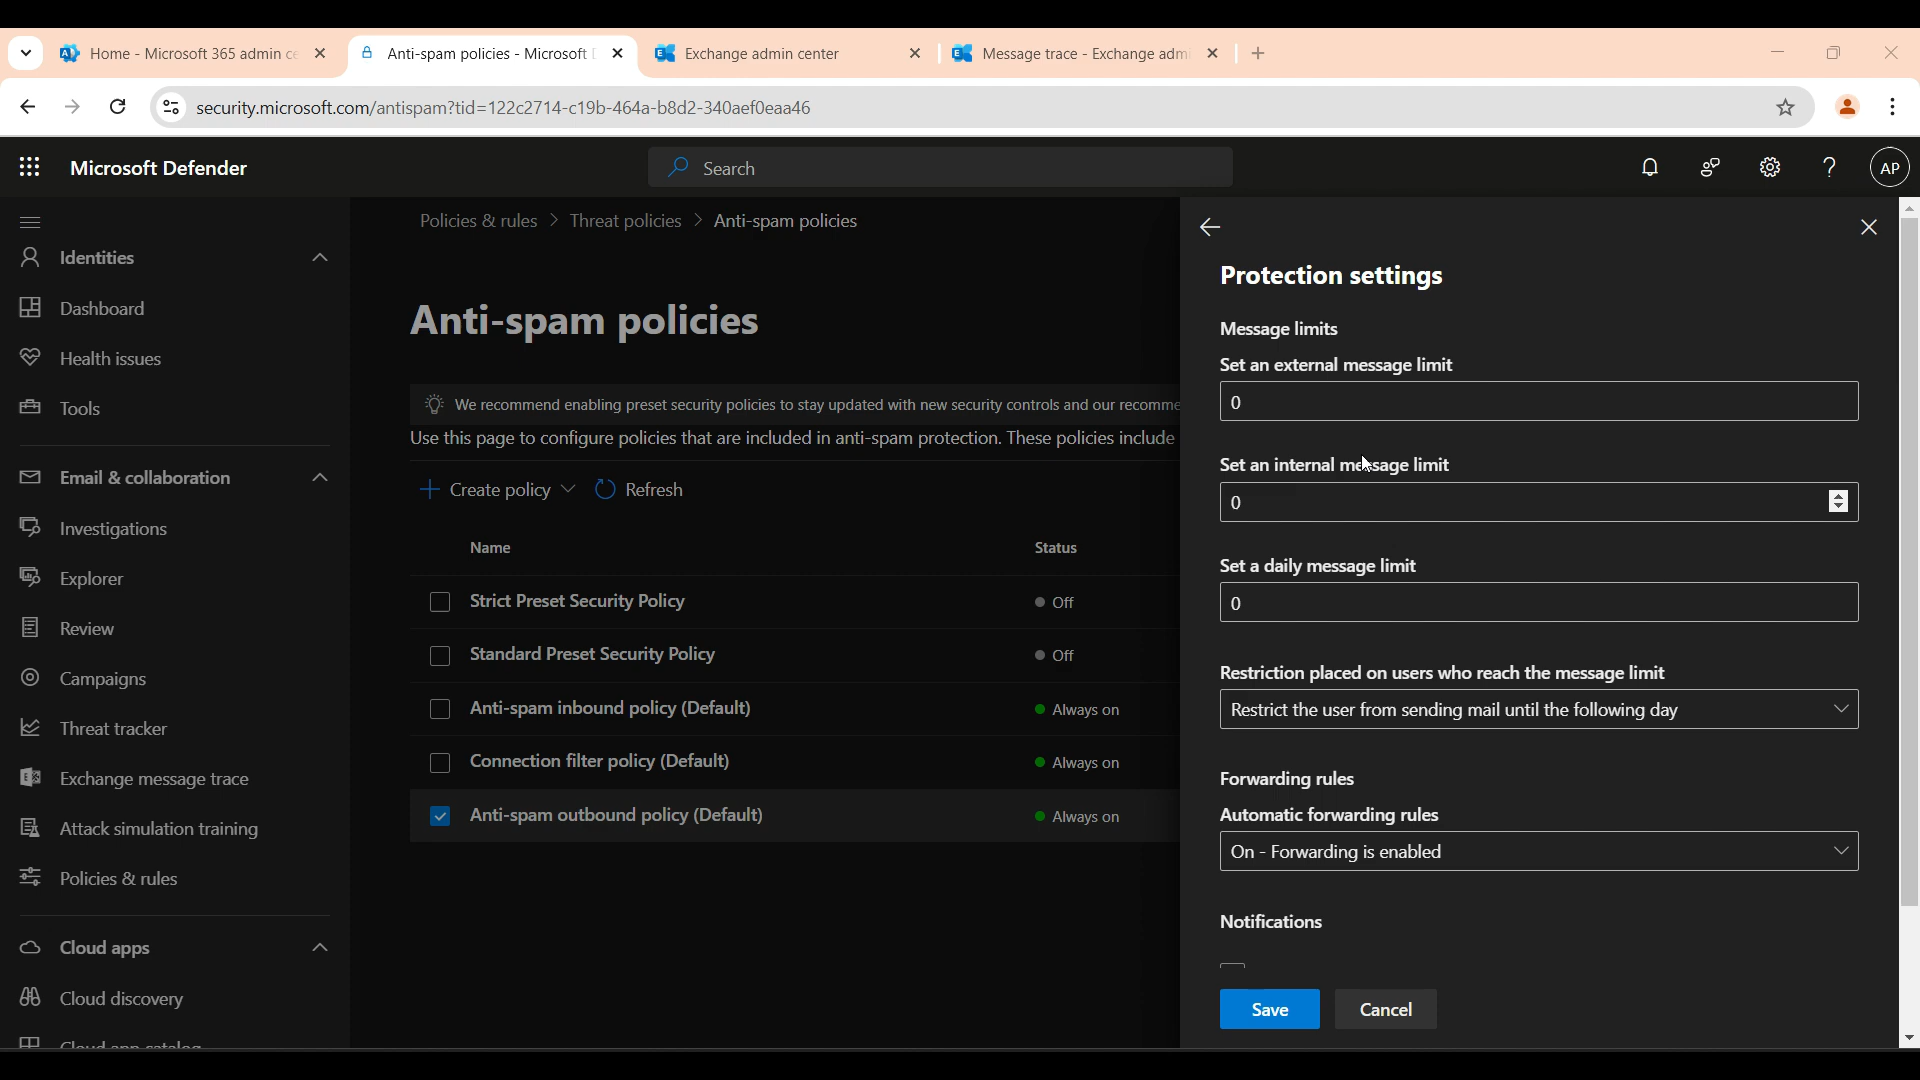 Home - Microsoft 365 admin ce
Anti-spam policies - Microsoft
Exchange admin center
Message trace - Exchange admi
security.microsoft.com/antispam?tid=122c2714-c19b-464a-b8d2-340aef0eaa46
Microsoft Defender
Search
AP
Identities
Dashboard
Health issues
Tools
Email & collaboration
Investigations
Explorer
Review
Campaigns
Threat tracker
Exchange message trace
Attack simulation training
Policies & rules
Cloud apps
Cloud discovery
Cloud app catalog
Policies & rules > Threat policies > Anti-spam policies
Anti-spam policies
We recommend enabling preset security policies to stay updated with new security controls and our recomme
Use this page to configure policies that are included in anti-spam protection. These policies include
Create policy
Refresh
Name Status
Strict Preset Security Policy Off
Standard Preset Security Policy Off
Anti-spam inbound policy (Default) Always on
Connection filter policy (Default) Always on
Anti-spam outbound policy (Default) Always on
Protection settings
Message limits
Set an external message limit
0
Set an internal message limit
0
Set a daily message limit
0
Restriction placed on users who reach the message limit
Restrict the user from sending mail until the following day
Forwarding rules
Automatic forwarding rules
On - Forwarding is enabled
Notifications
Save
Cancel